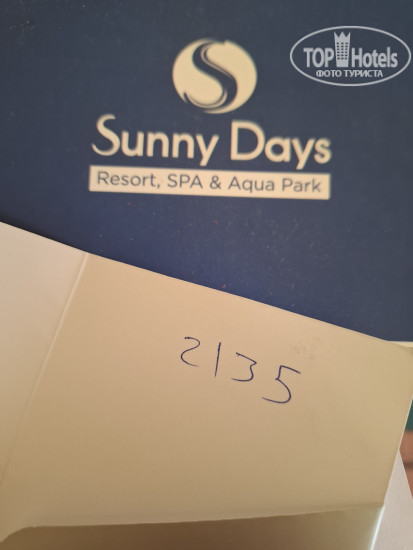 TOP Hotels
ФОТО ТУРИСТА
Sunny Days
Resort, SPA & Aqua Park
2135